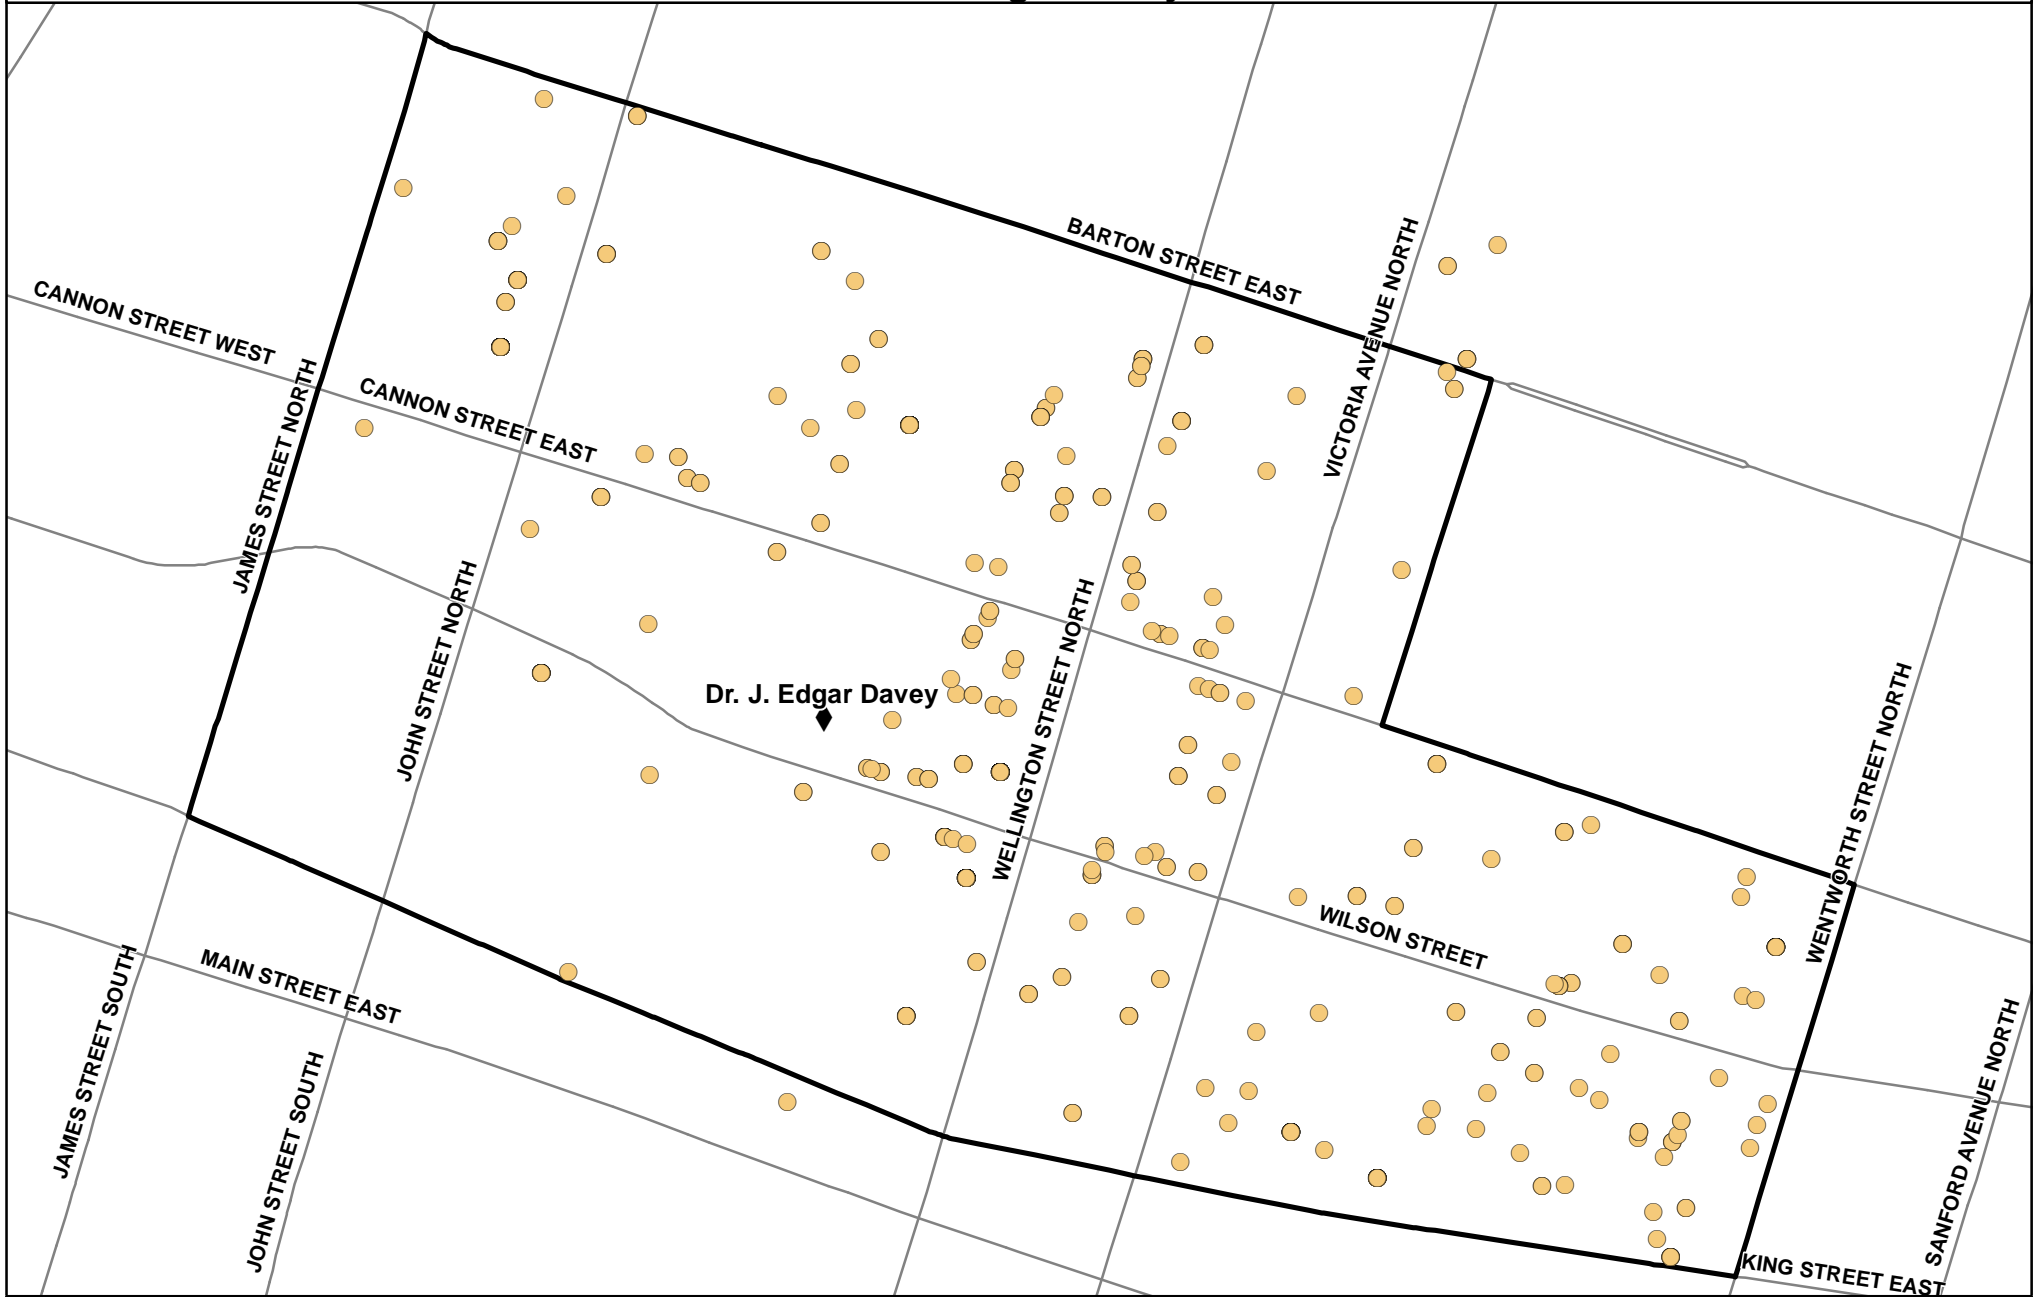 BARTON STREET EAST
VICTORIA AVENUE NORTH
CANNON STREET WEST
JAMES STREET NORTH
CANNON STREET EAST
JOHN STREET NORTH
WELLINGTON STREET NORTH
Dr. J. Edgar Davey
WENTWORTH STREET NORTH
WILSON STREET
JAMES STREET SOUTH
MAIN STREET EAST
JOHN STREET SOUTH
SANFORD AVENUE NORTH
KING STREET EAST